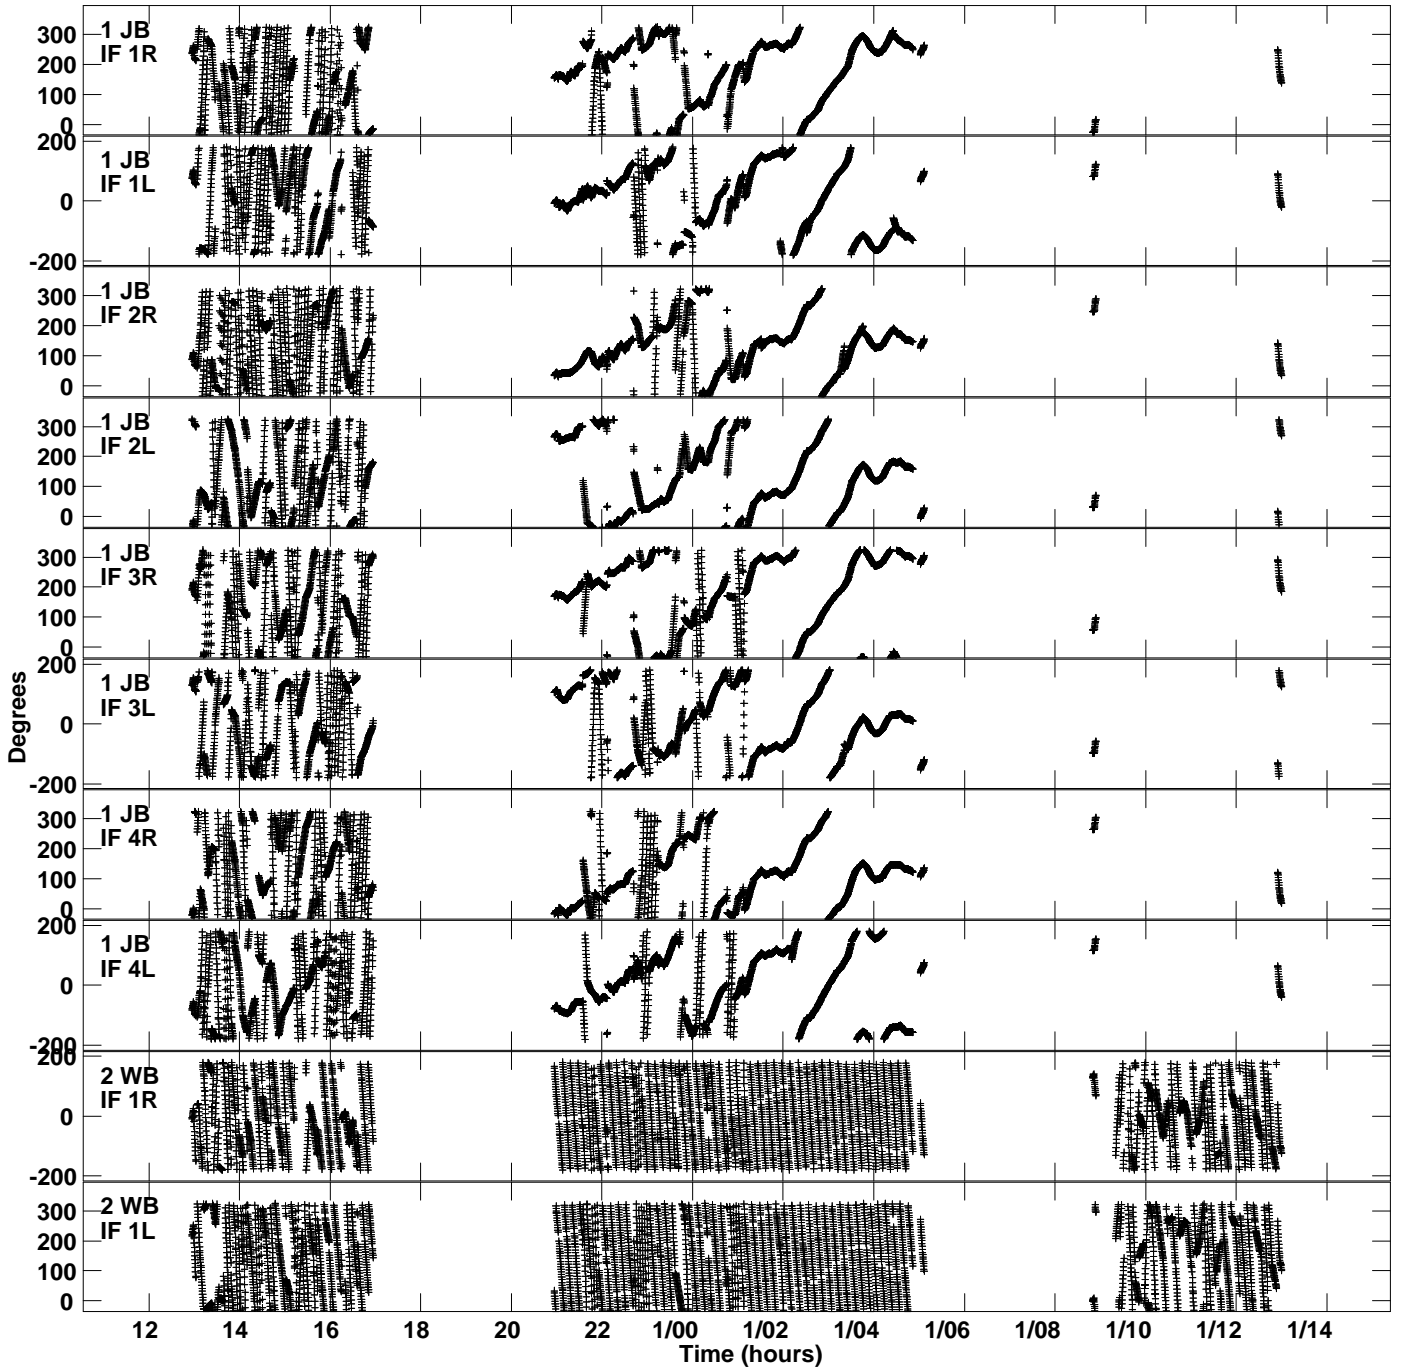 1 JB
IF 1R
300
200
100
0
1 JB
IF 1L
200
0
-200
1 JB
IF 2R
300
200
100
0
1 JB
IF 2L
300
200
100
0
1 JB
IF 3R
300
200
100
0
1 JB
IF 3L
200
0
-200
1 JB
IF 4R
300
200
100
0
1 JB
IF 4L
200
0
-200
2 WB
IF 1R
200
0
-200
2 WB
IF 1L
300
200
100
0
Degrees
12 14 16 18 20 22 1/00 1/02 1/04 1/06 1/08 1/10 1/12 1/14
Time (hours)